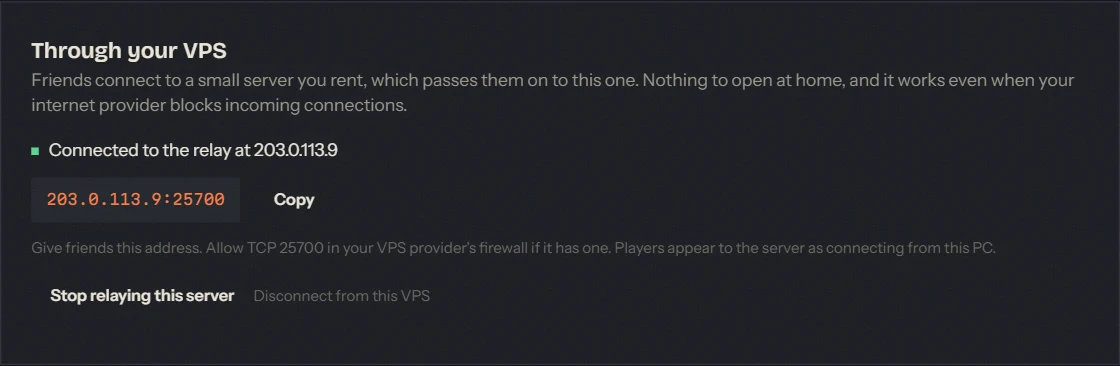 Through your VPS
Friends connect to a small server you rent, which passes them on to this one. Nothing to open at home, and it works even when your
internet provider blocks incoming connections.
Connected to the relay at 203.0.113.9
203.0.113.9:25700
Copy
Give friends this address. Allow TCP 25700 in your VPS provider's firewall if it has one. Players appear to the server as connecting from this PC.
Stop relaying this server
Disconnect from this VPS